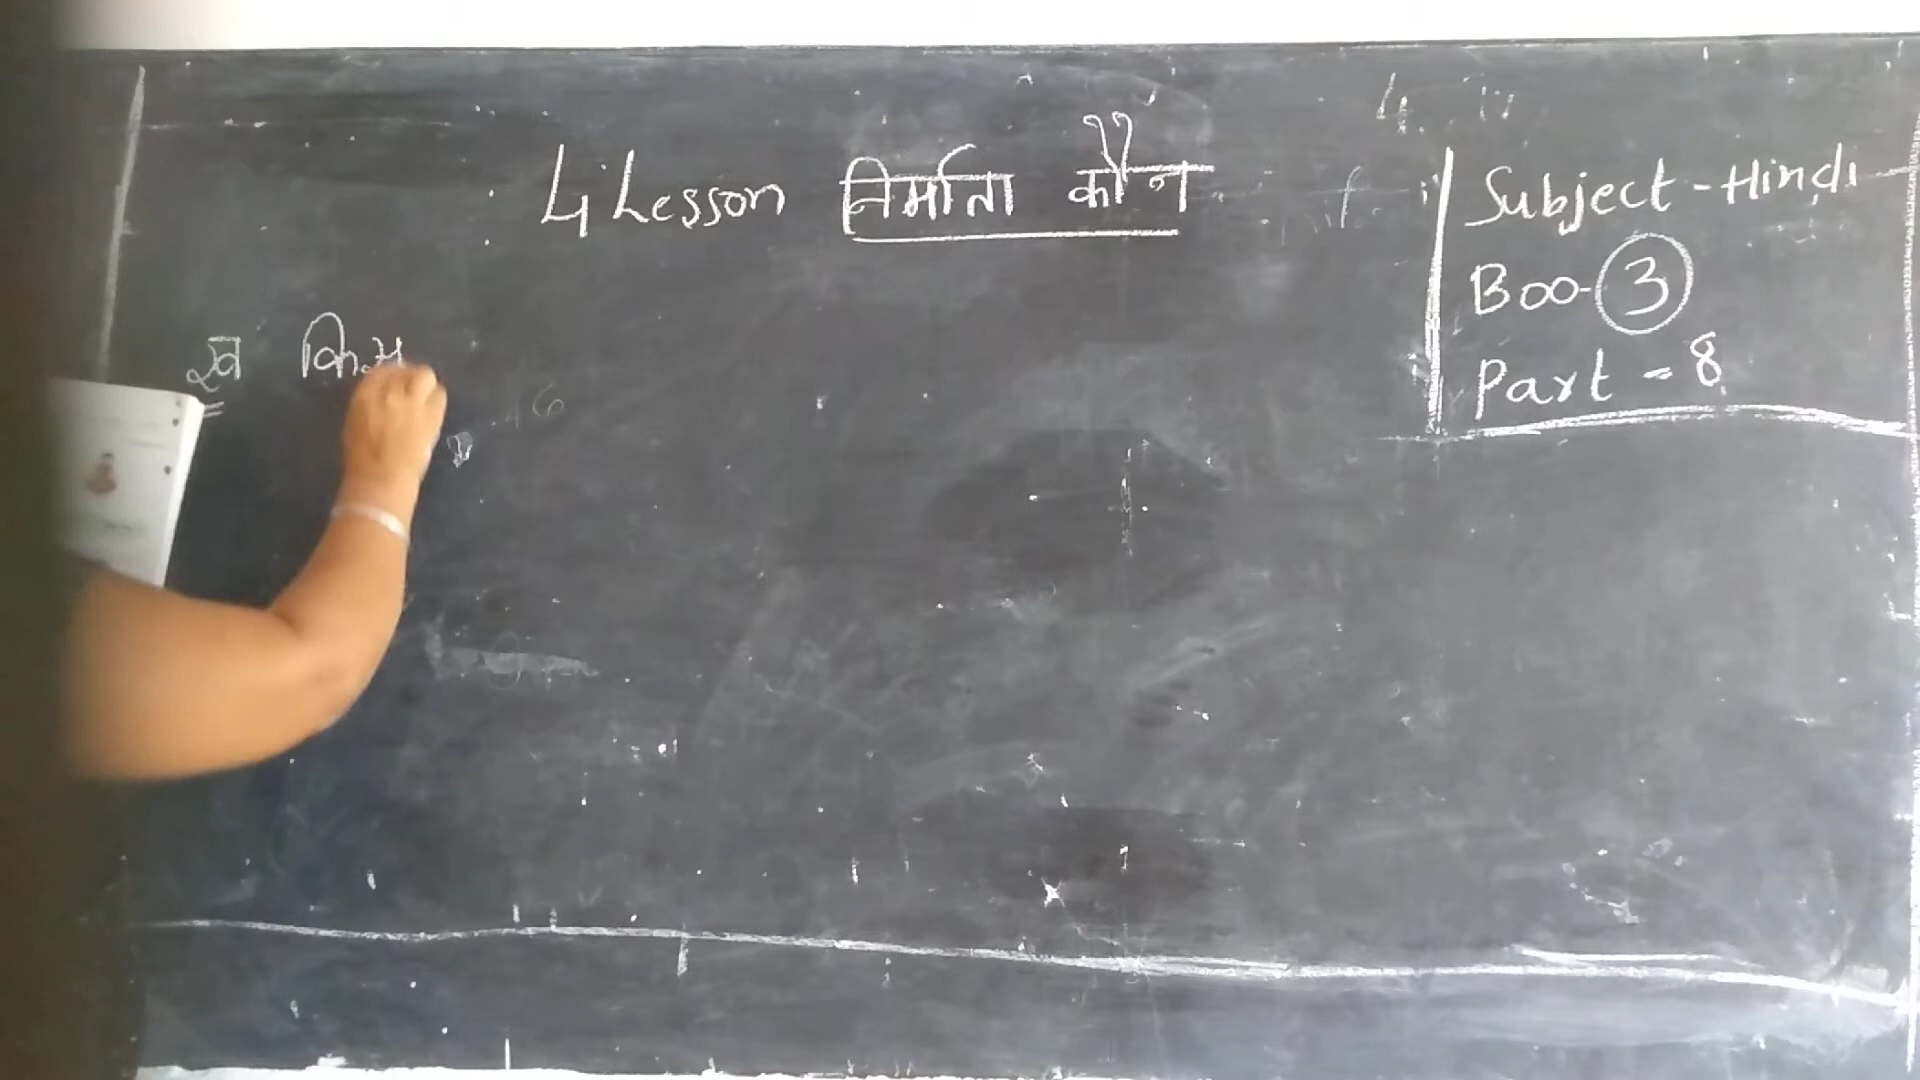 4 Lesson निर्माता कौन
Subject - Hindi
Boo - 3
Part - 8
ख किस